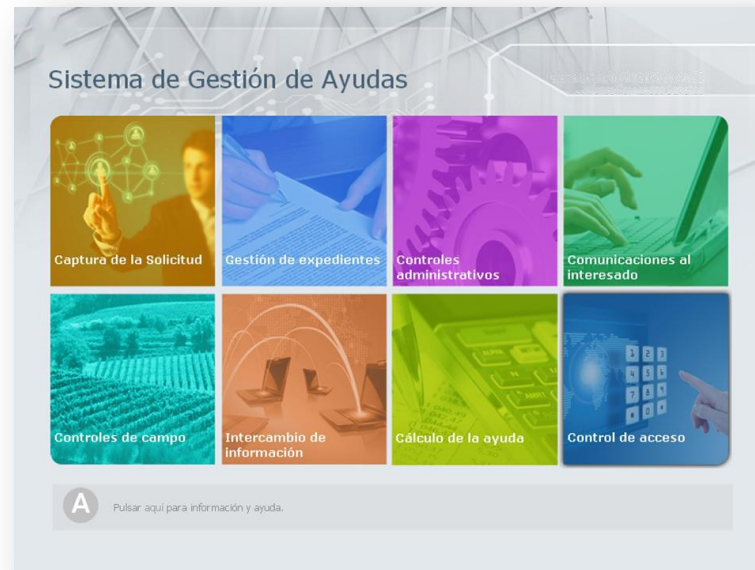 Sistema de Gestión de Ayudas
Captura de la Solicitud
Gestión de expedientes
Controles
administrativos
Comunicaciones al
interesado
Controles de campo
Intercambio de
información
Cálculo de la ayuda
Control de acceso
A
Pulsar aquí para información y ayuda.